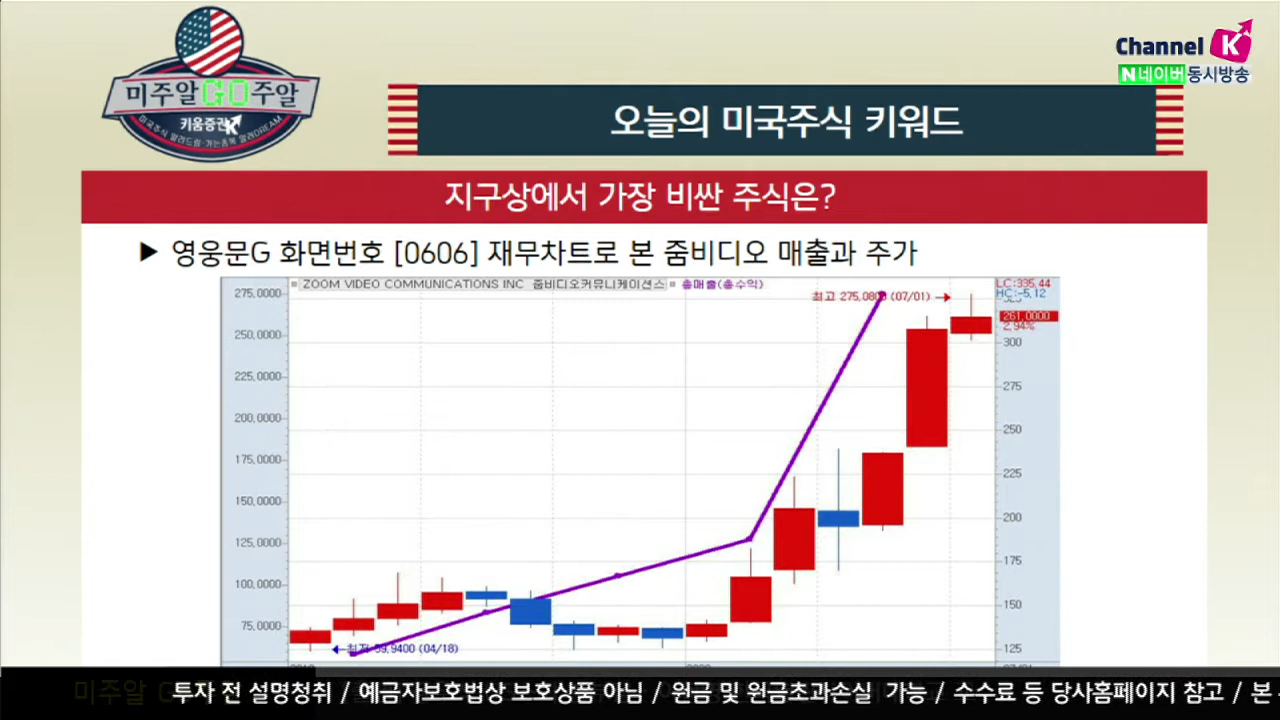 Channel K
N 네이버 동시방송
미주알GO주알
키움증권
오늘의 미국주식 키워드
지구상에서 가장 비싼 주식은?
▶ 영웅문G 화면번호 [0606] 재무차트로 본 줌비디오 매출과 주가
ZOOM VIDEO COMMUNICATIONS INC 줌비디오커뮤니케이션스 총매출(총수익)
LC:335.44
HC:-5.12
최고 275.0800 (07/01)
261.0000
2.94%
275,0000
250,0000
225,0000
200,0000
175,0000
150,0000
125,0000
100,0000
75,0000
300
275
250
225
200
175
150
125
최저 59.9400 (04/18)
투자 전 설명청취 / 예금자보호법상 보호상품 아님 / 원금 및 원금초과손실 가능 / 수수료 등 당사홈페이지 참고 / 본